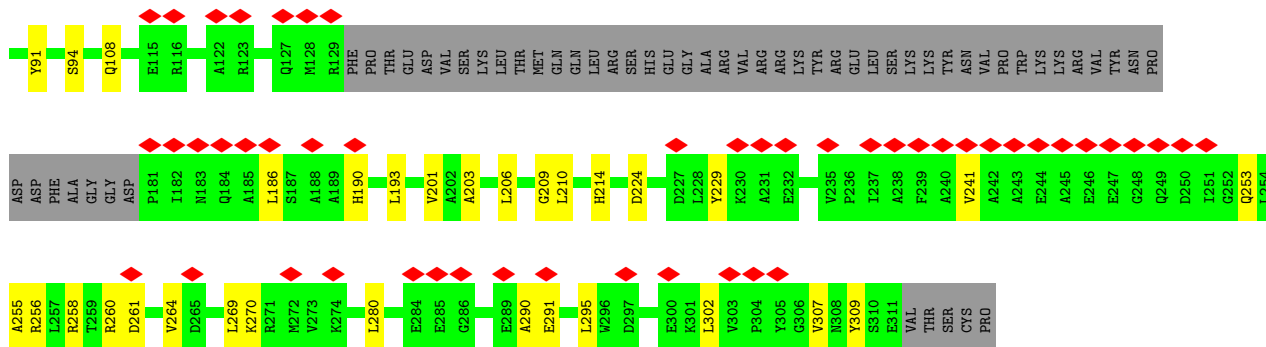 Y91 S94 Q108 E115 R116 A122 R123 Q127 M128 R129 PHE PRO THR GLU ASP VAL SER LYS LEU THR MET GLN GLN LEU ARG SER HIS GLU GLY ALA ARG VAL ARG ARG LYS TYR ARG GLU LEU SER LYS LYS TYR ASN VAL PRO TRP LYS LYS ARG VAL TYR ASN PRO
ASP ASP PHE ALA GLY GLY ASP P181 I182 N183 Q184 A185 L186 S187 A188 A189 H190 L193 V201 A202 A203 L206 G209 L210 H214 D224 D227 L228 Y229 K230 A231 E232 V235 P236 I237 A238 F239 A240 V241 A242 A243 E244 A245 E246 E247 G248 Q249 D250 I251 G252 Q253 L254
A255 R256 L257 R258 T259 R260 D261 V264 D265 L269 K270 R271 M272 V273 K274 L280 E284 E285 G286 E289 A290 E291 L295 W296 D297 E300 K301 L302 V303 P304 Y305 G306 V307 N308 Y309 S310 E311 VAL THR SER CYS PRO